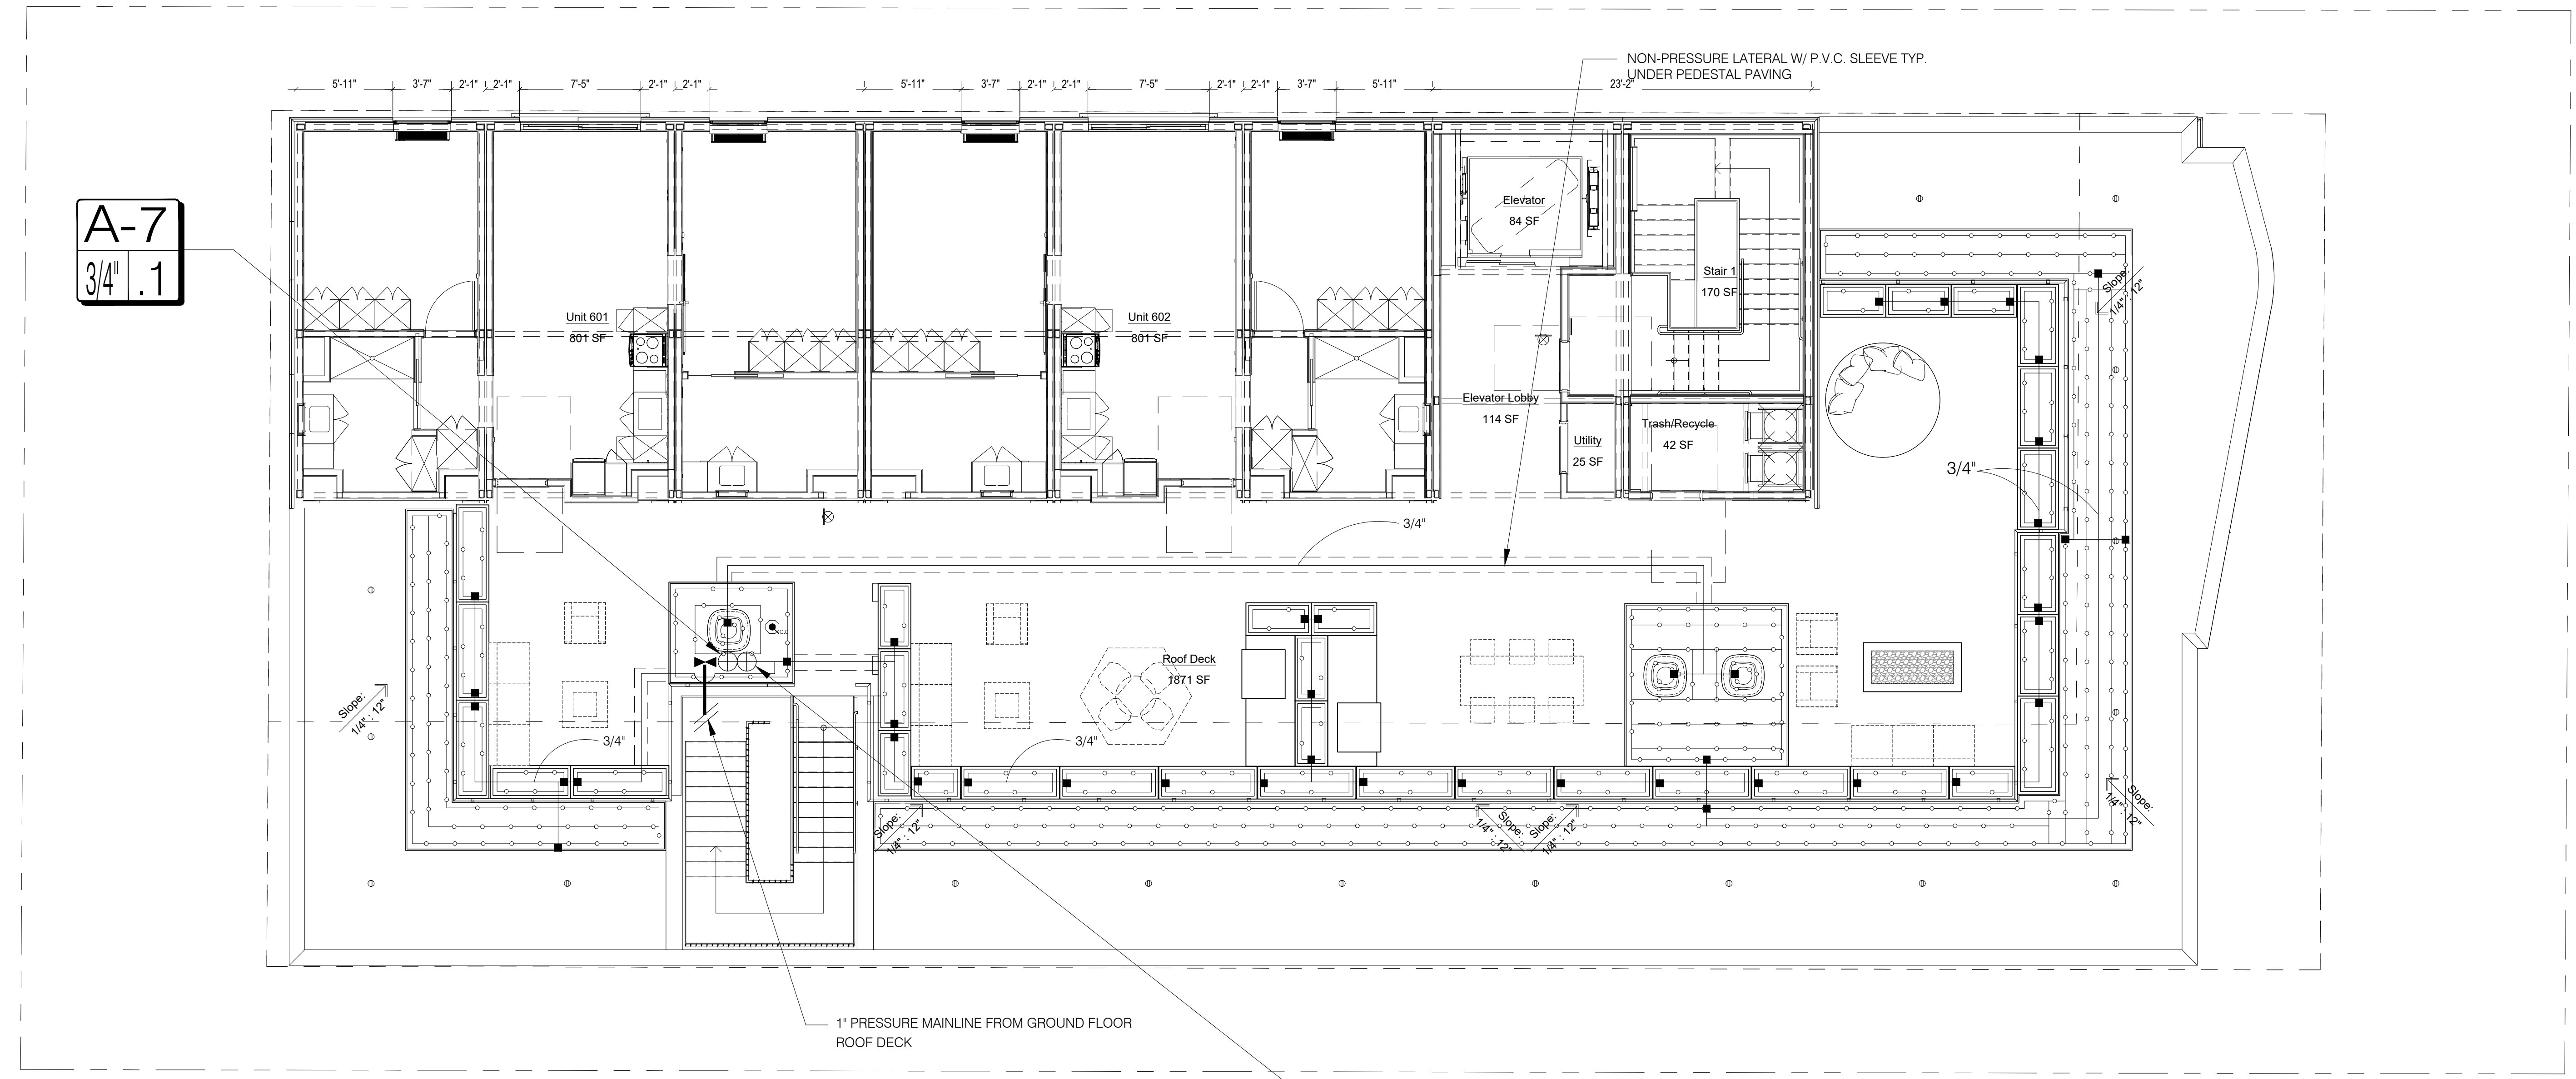 NON-PRESSURE LATERAL W/ P.V.C. SLEEVE TYP.
UNDER PEDESTAL PAVING
5'-11"
3'-7"
2'-1"
2'-1"
7'-5"
2'-1"
2'-1"
5'-11"
3'-7"
2'-1"
2'-1"
7'-5"
2'-1"
2'-1"
3'-7"
5'-11"
23'-2"
A-7
3/4"
.1
Elevator
84 SF
Stair 1
170 SF
Slope:
1/4" : 12"
Unit 601
801 SF
Unit 602
801 SF
Elevator Lobby
114 SF
Utility
25 SF
Trash/Recycle
42 SF
3/4"
3/4"
Roof Deck
1871 SF
Slope:
1/4" : 12"
3/4"
3/4"
Slope:
1/4" : 12"
Slope:
1/4" : 12"
Slope:
1/4" : 12"
Slope:
1/4" : 12"
1" PRESSURE MAINLINE FROM GROUND FLOOR
ROOF DECK